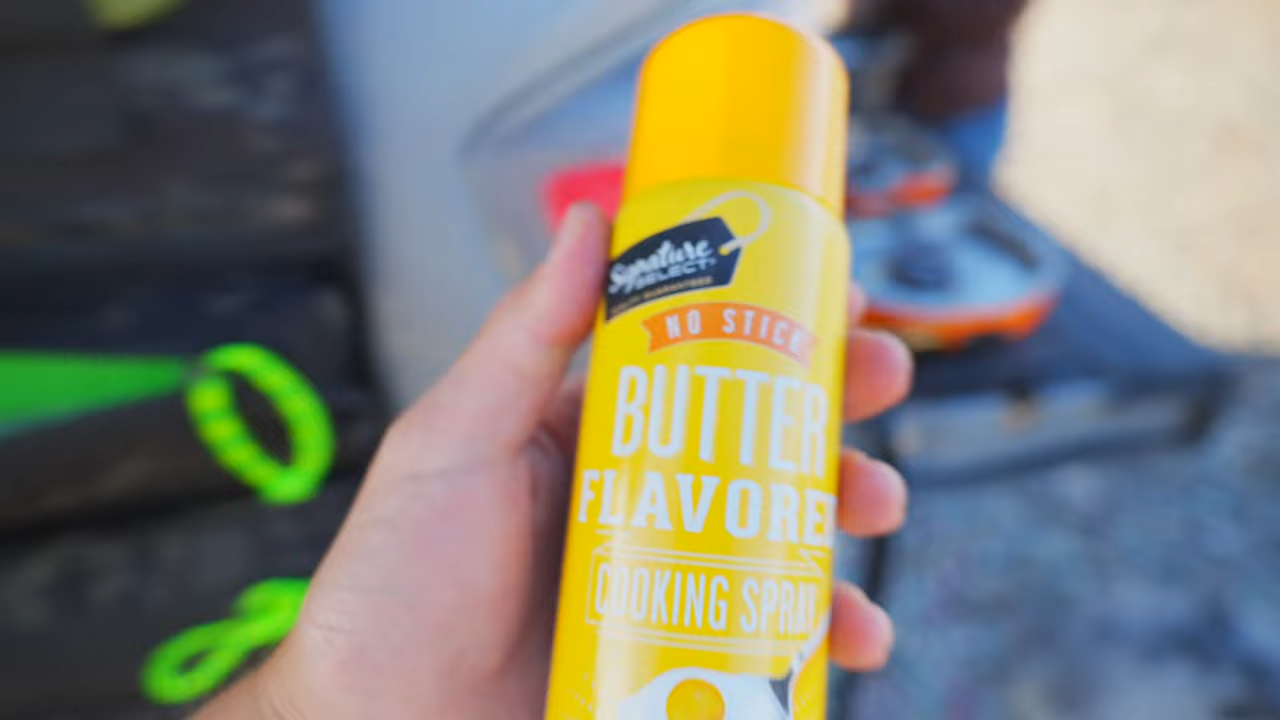 Signature
SELECT
NO STICK
BUTTER
FLAVORED
COOKING SPRAY